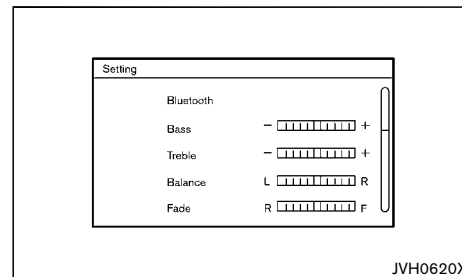 Setting
Bluetooth
Bass - +
Treble - +
Balance L R
Fade R F
JVH0620X